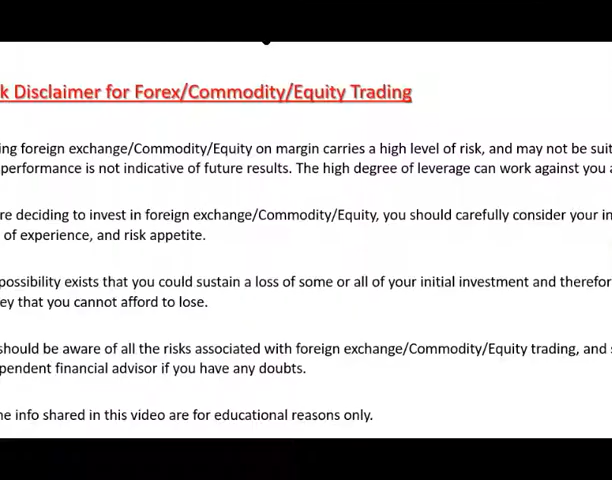 k Disclaimer for Forex/Commodity/Equity Trading
ing foreign exchange/Commodity/Equity on margin carries a high level of risk, and may not be suit
performance is not indicative of future results. The high degree of leverage can work against you a
re deciding to invest in foreign exchange/Commodity/Equity, you should carefully consider your in
of experience, and risk appetite.
possibility exists that you could sustain a loss of some or all of your initial investment and therefor
ey that you cannot afford to lose.
should be aware of all the risks associated with foreign exchange/Commodity/Equity trading, and s
pendent financial advisor if you have any doubts.
ne info shared in this video are for educational reasons only.